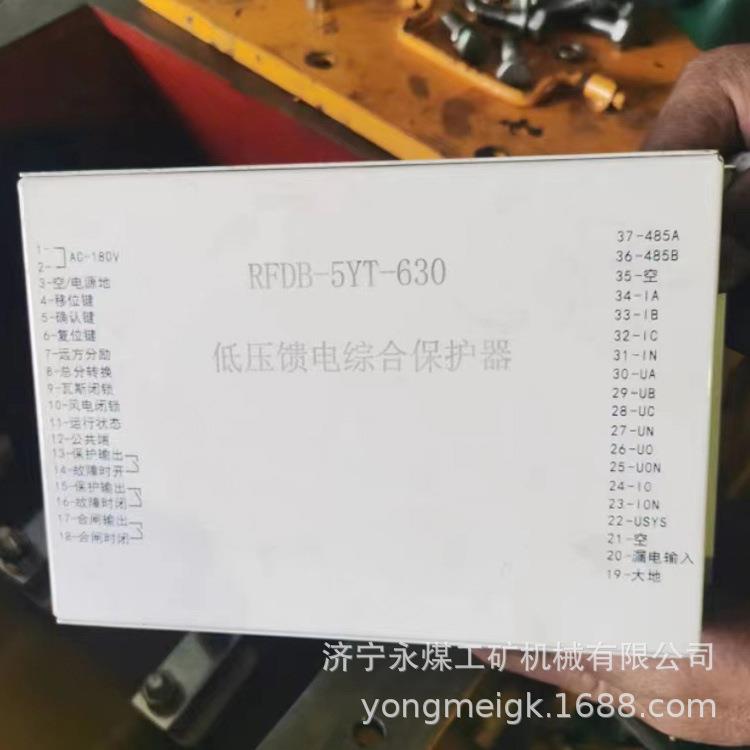 1-
2-
AC-180V
3-空/电源地
4-移位键
5-确认键
6-复位键
7-远方分励
8-总分转换
9-瓦斯闭锁
10-风电闭锁
11-运行状态
12-公共端
13-保护输出
14-故障时开
15-保护输出
16-故障时闭
17-合闸输出
18-合闸时闭
RFDB-5YT-630
低压馈电综合保护器
37-485A
36-485B
35-空
34-IA
33-IB
32-IC
31-IN
30-UA
29-UB
28-UC
27-UN
26-UO
25-UON
24-IO
23-ION
22-USYS
21-空
20-漏电输入
19-大地
济宁永煤工矿机械有限公司
yongmeigk.1688.com